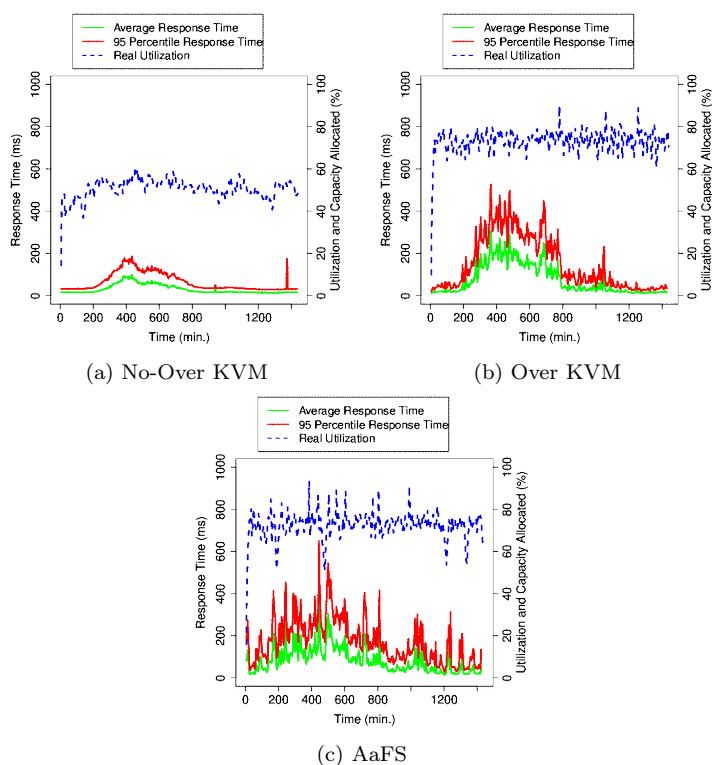 Average Response Time
95 Percentile Response Time
Real Utilization
Average Response Time
95 Percentile Response Time
Real Utilization
Response Time (ms)
0 200 400 600 800 1000
Utilization and Capacity Allocated (%)
0 20 40 60 80 100
0 200 400 600 800 1000 1200
Time (min.)
(a) No-Over KVM
Response Time (ms)
0 200 400 600 800 1000
Utilization and Capacity Allocated (%)
0 20 40 60 80 100
0 200 400 600 800 1000 1200
Time (min.)
(b) Over KVM
Average Response Time
95 Percentile Response Time
Real Utilization
Response Time (ms)
0 200 400 600 800 1000
Utilization and Capacity Allocated (%)
0 20 40 60 80 100
0 200 400 600 800 1000 1200
Time (min.)
(c) AaFS